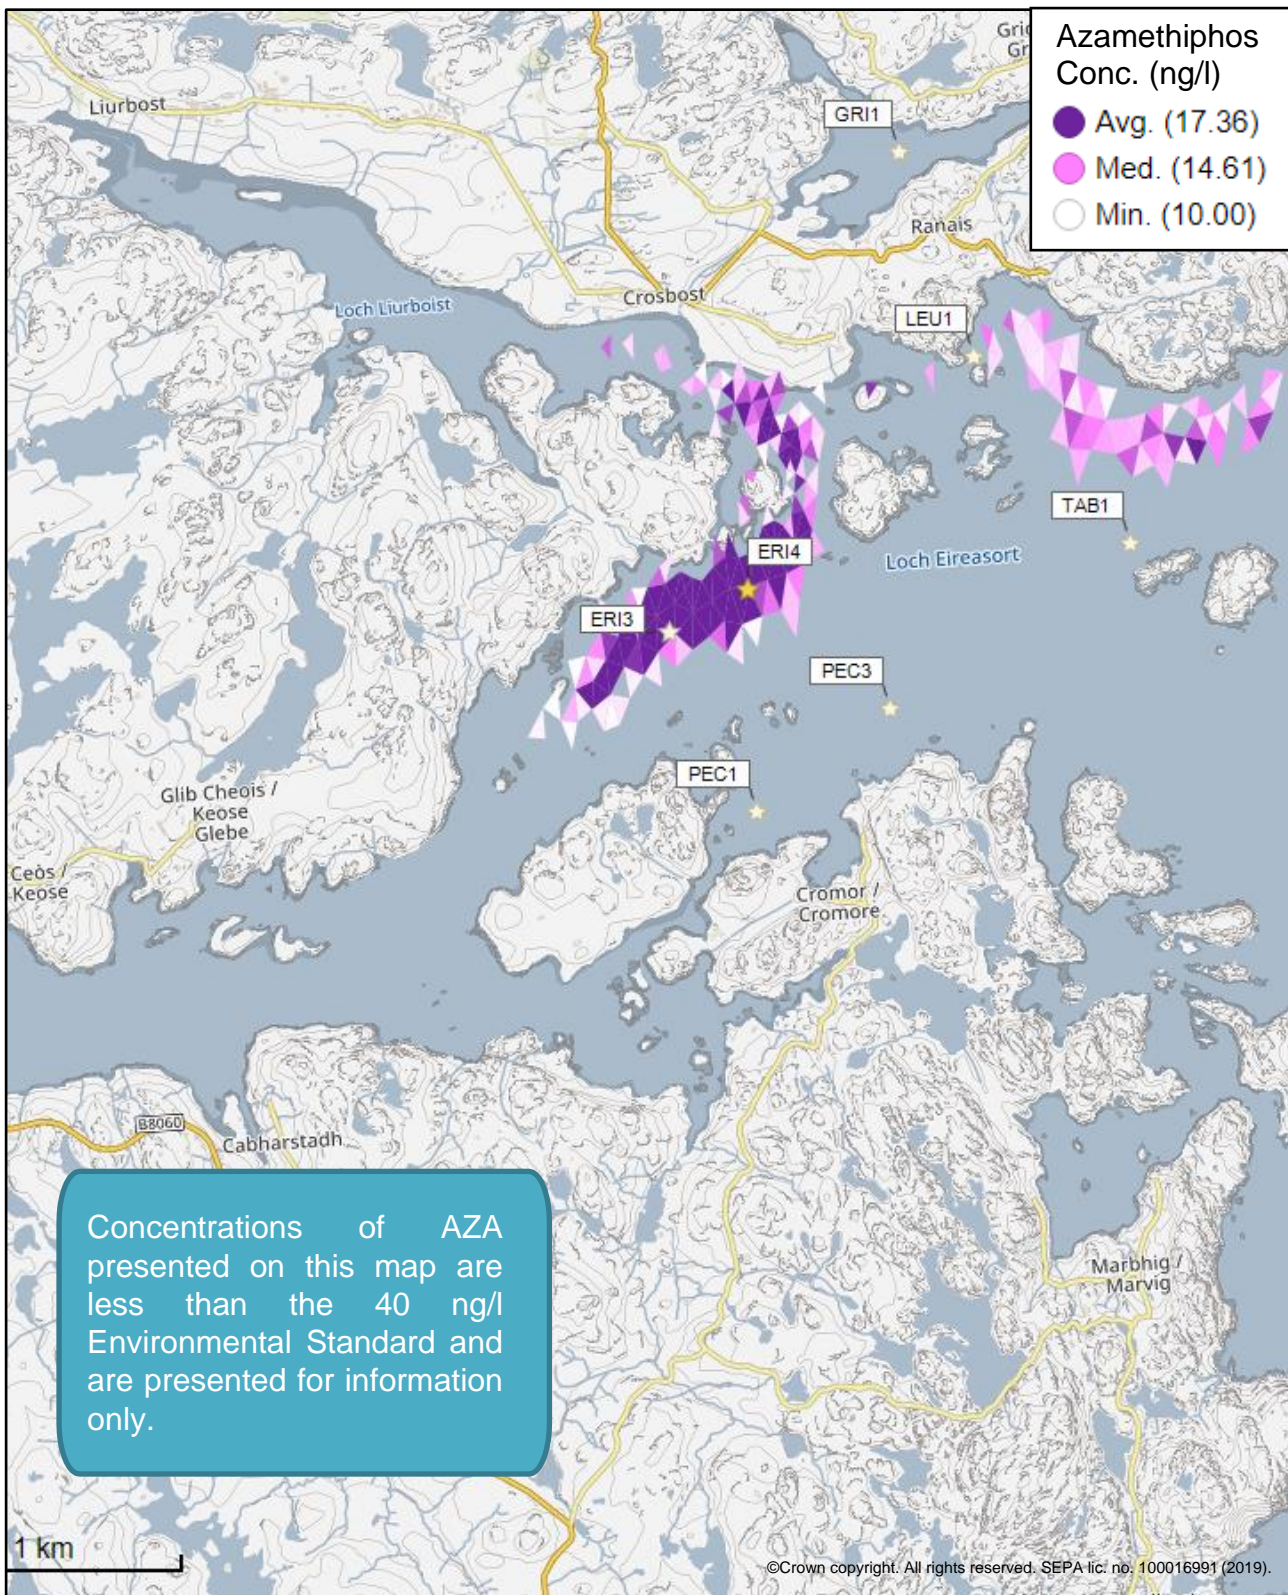 Azamethiphos
Conc. (ng/l)
Avg. (17.36)
Med. (14.61)
Min. (10.00)
Liurbost
GRI1
Ranais
Crosbost
Loch Liurboist
LEU1
TAB1
ERI4
Loch Eireasort
ERI3
PEC3
PEC1
Glib Cheois /
Keose
Glebe
Ceòs /
Keose
Cromor /
Cromore
B8060
Cabharstadh
Concentrations of AZA
presented on this map are
less than the 40 ng/l
Environmental Standard and
are presented for information
only.
Marbhig /
Marvig
1 km
©Crown copyright. All rights reserved. SEPA lic. no. 100016991 (2019).